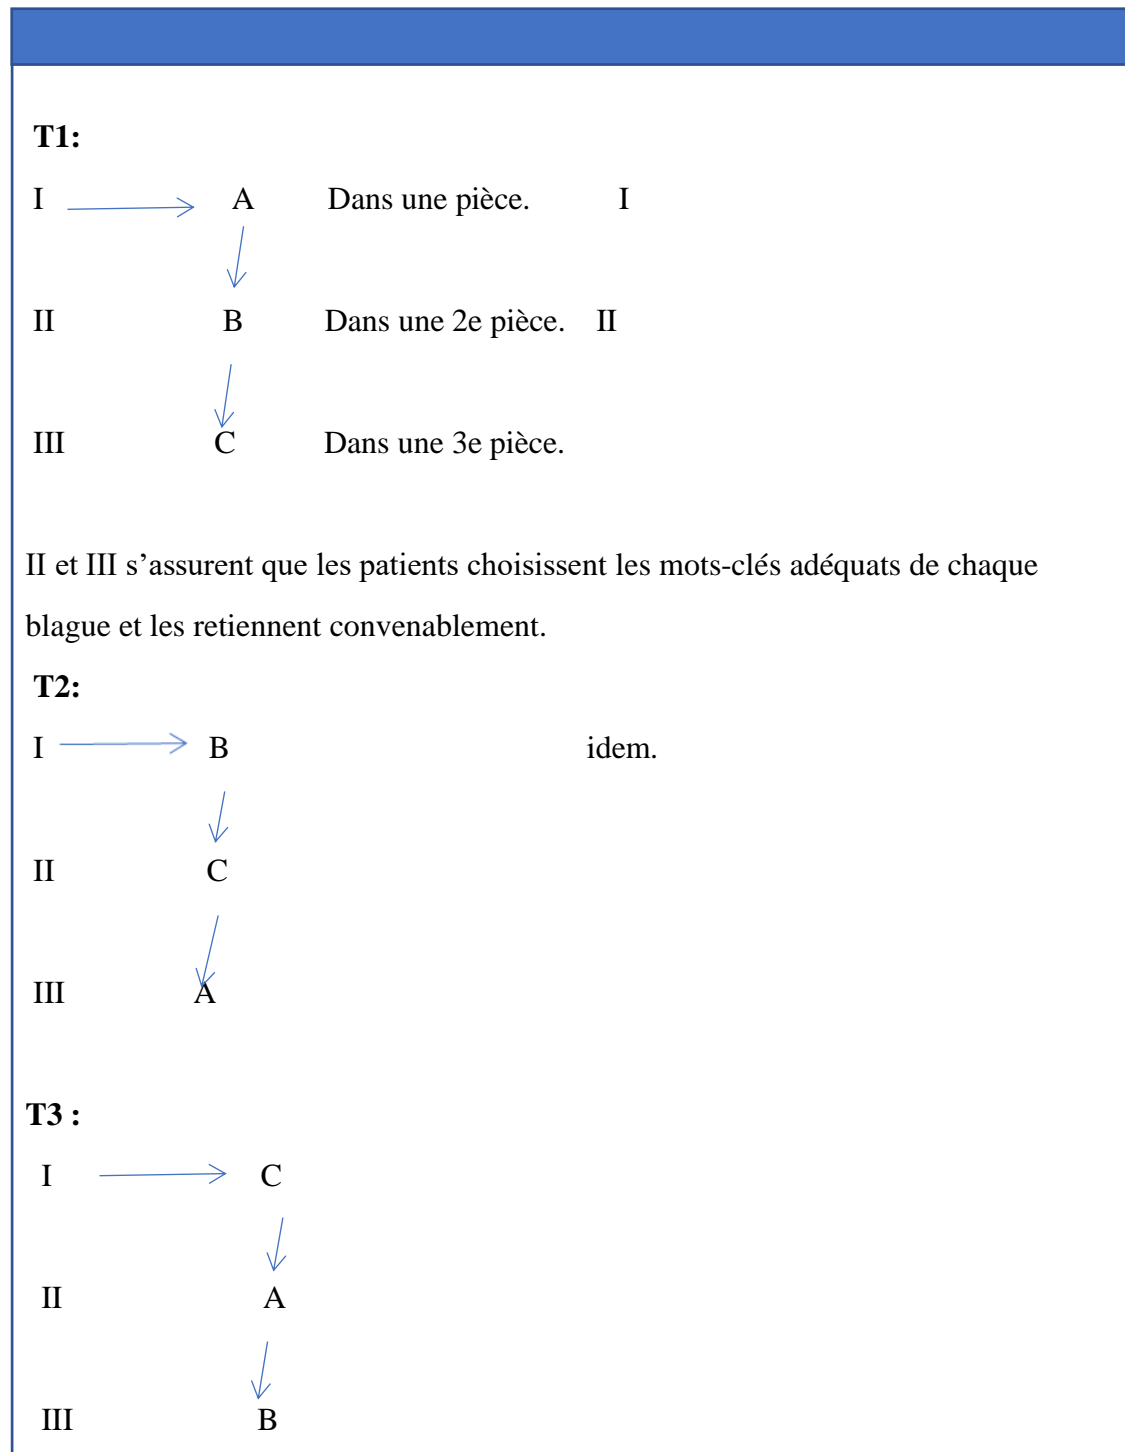 T1:
I A Dans une pièce. I
II B Dans une 2e pièce. II
III C Dans une 3e pièce.
II et III s’assurent que les patients choisissent les mots-clés adéquats de chaque
blague et les retiennent convenablement.
T2:
I B idem.
II C
III A
T3 :
I C
II A
III B